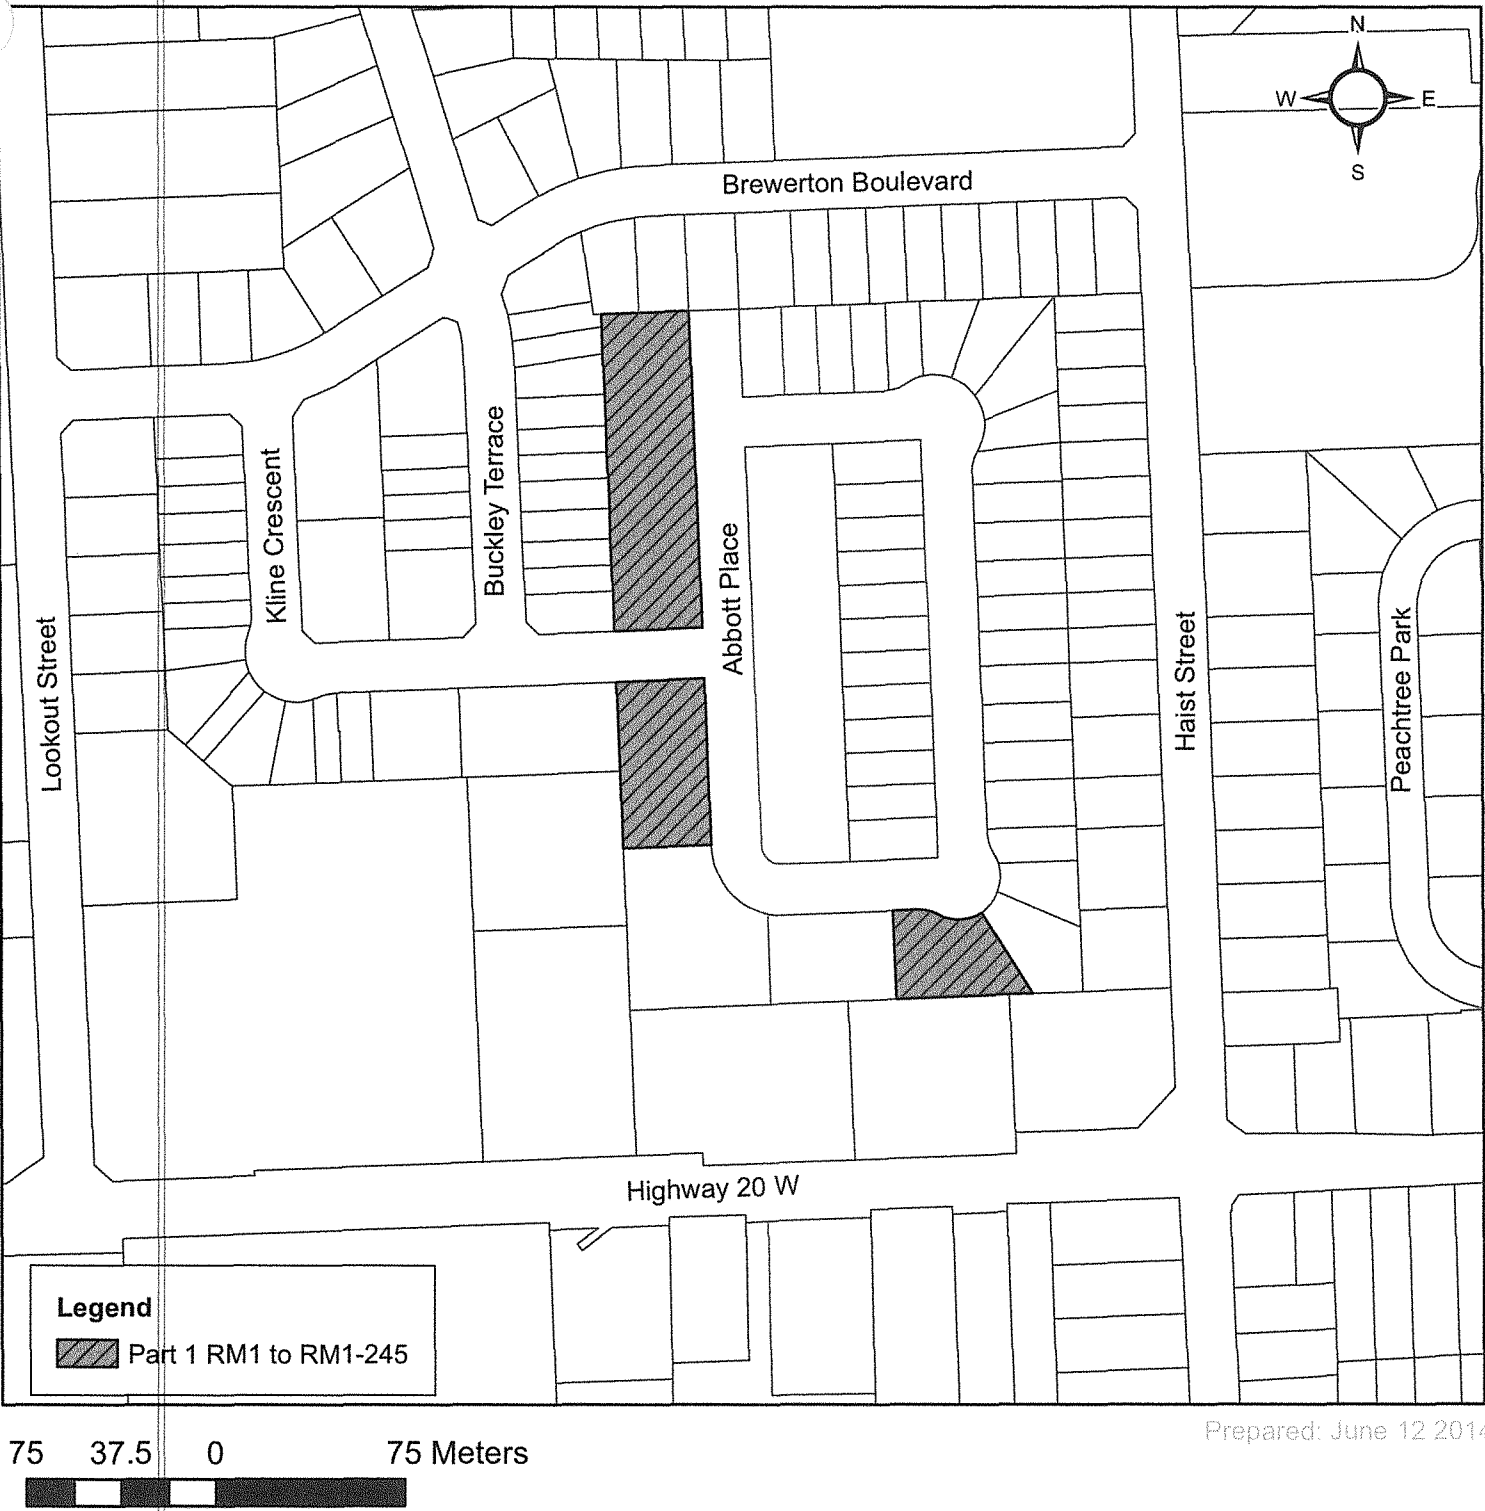 N
W E
S
Brewerton Boulevard
Kline Crescent
Buckley Terrace
Abbott Place
Lookout Street
Haist Street
Peachtree Park
Highway 20 W
Legend
Part 1 RM1 to RM1-245
Prepared: June 12 2014
75 37.5 0 75 Meters